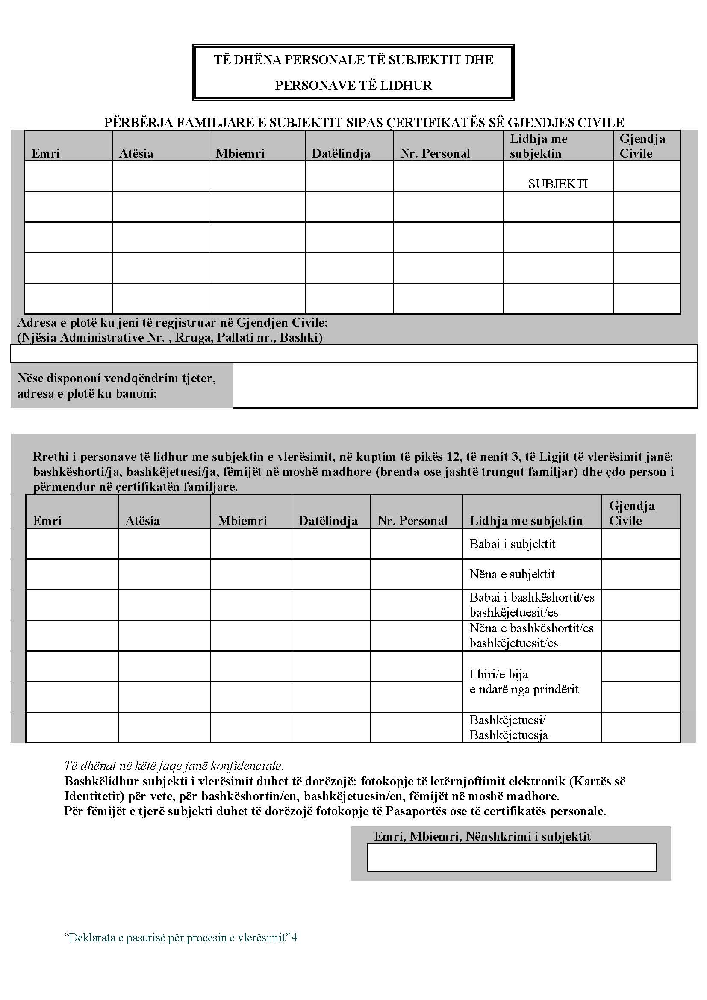 TË DHËNA PERSONALE TË SUBJEKTIT DHE
PERSONAVE TË LIDHUR
PËRBËRJA FAMILJARE E SUBJEKTIT SIPAS ÇERTIFIKATËS SË GJENDJES CIVILE
Emri Atësia Mbiemri Datëlindja Nr. Personal Lidhja me subjektin Gjendja Civile
SUBJEKTI
Adresa e plotë ku jeni të regjistruar në Gjendjen Civile:
(Njësia Administrative Nr. , Rruga, Pallati nr., Bashki)
Nëse dispononi vendqëndrim tjeter,
adresa e plotë ku banoni:
Rrethi i personave të lidhur me subjektin e vlerësimit, në kuptim të pikës 12, të nenit 3, të Ligjit të vlerësimit janë:
bashkëshorti/ja, bashkëjetuesi/ja, fëmijët në moshë madhore (brenda ose jashtë trungut familjar) dhe çdo person i
përmendur në çertifikatën familjare.
Emri Atësia Mbiemri Datëlindja Nr. Personal Lidhja me subjektin Gjendja Civile
Babai i subjektit
Nëna e subjektit
Babai i bashkëshortit/es
bashkëjetuesit/es
Nëna e bashkëshortit/es
bashkëjetuesit/es
I biri/e bija
e ndarë nga prindërit
Bashkëjetuesi/
Bashkëjetuesja
Të dhënat në këtë faqe janë konfidenciale.
Bashkëlidhur subjekti i vlerësimit duhet të dorëzojë: fotokopje të letërnjoftimit elektronik (Kartës së
Identitetit) për vete, për bashkëshortin/en, bashkëjetuesin/en, fëmijët në moshë madhore.
Për fëmijët e tjerë subjekti duhet të dorëzojë fotokopje të Pasaportës ose të certifikatës personale.
Emri, Mbiemri, Nënshkrimi i subjektit
“Deklarata e pasurisë për procesin e vlerësimit”4